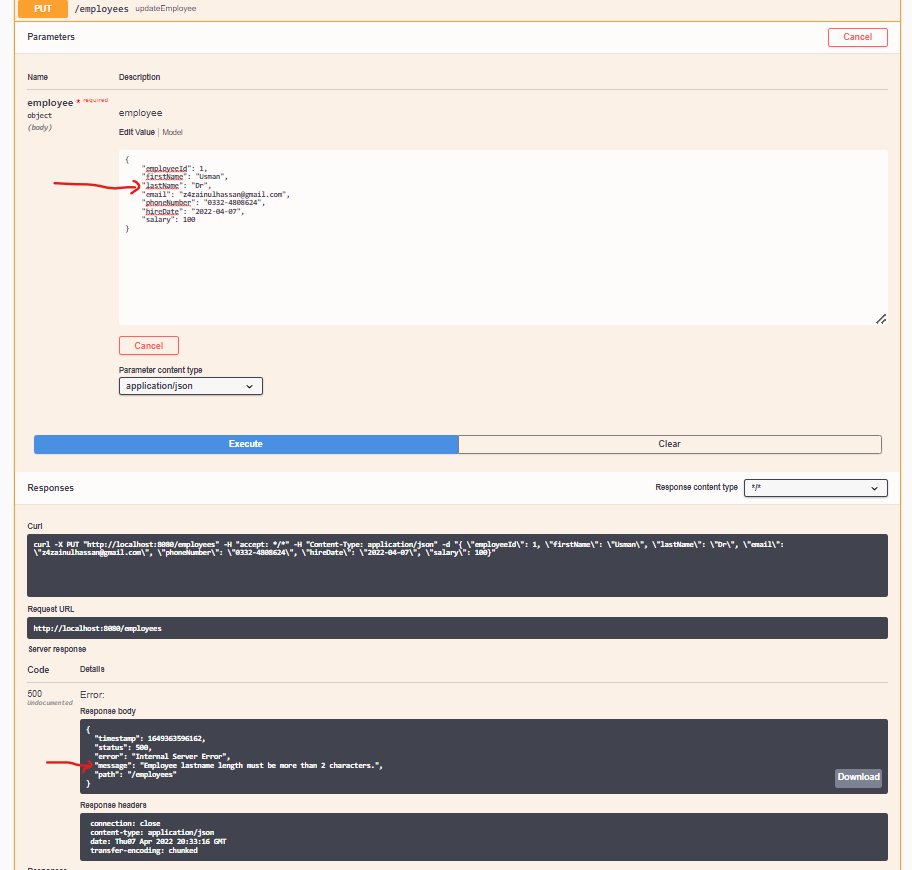 PUT /employees updateEmployee
Parameters
Cancel
Name Description
employee * required
object
(body)
employee
Edit Value | Model
{
"employeeId": 1,
"firstName": "Usman",
"lastName": "Dr",
"email": "z4zainulhassan@gmail.com",
"phoneNumber": "0332-4808624",
"hireDate": "2022-04-07",
"salary": 100
}
Cancel
Parameter content type
application/json
Execute Clear
Responses Response content type */*
Curl
curl -X PUT "http://localhost:8080/employees" -H "accept: */*" -H "Content-Type: application/json" -d "{ \"employeeId\": 1, \"firstName\": \"Usman\", \"lastName\": \"Dr\", \"email\":
\"z4zainulhassan@gmail.com\", \"phoneNumber\": \"0332-4808624\", \"hireDate\": \"2022-04-07\", \"salary\": 100}"
Request URL
http://localhost:8080/employees
Server response
Code Details
500 Error:
Undocumented
Response body
{
"timestamp": 1649363596162,
"status": 500,
"error": "Internal Server Error",
"message": "Employee lastname length must be more than 2 characters.",
"path": "/employees"
}
Download
Response headers
connection: close
content-type: application/json
date: Thu07 Apr 2022 20:33:16 GMT
transfer-encoding: chunked